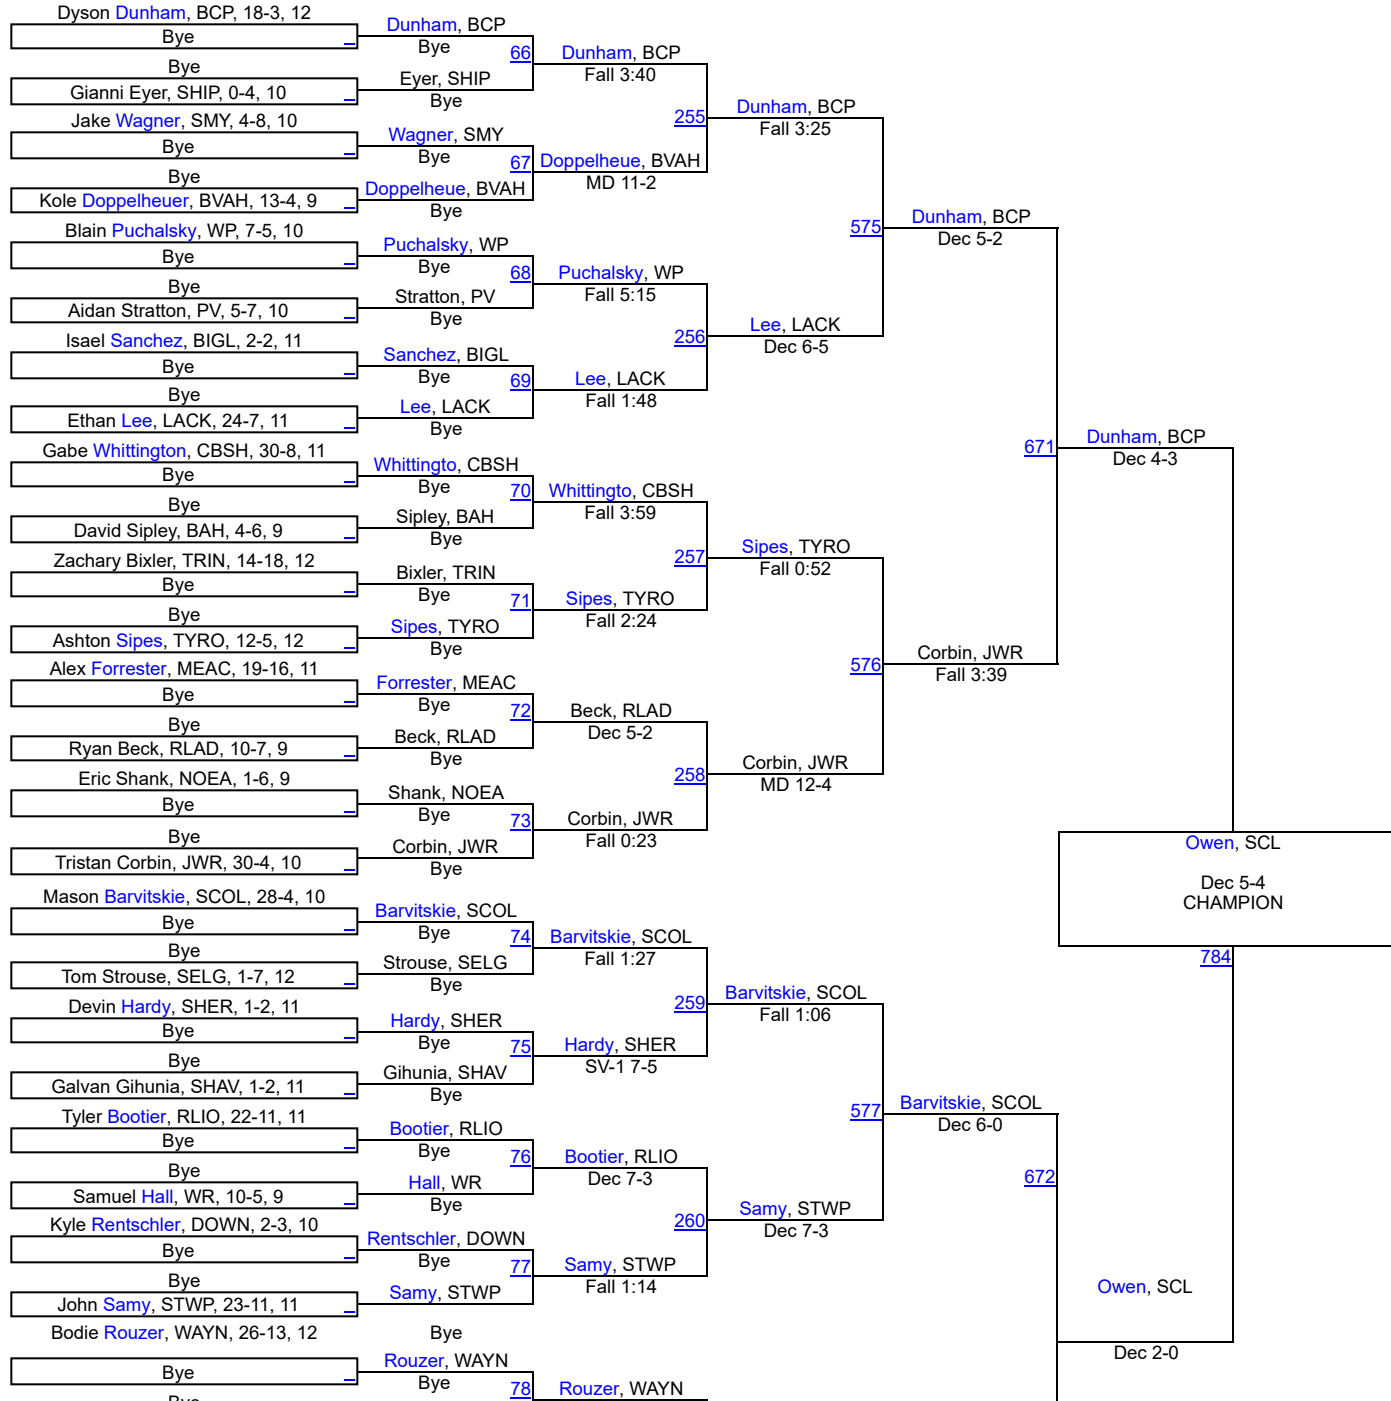 Dyson Dunham, BCP, 18-3, 12
Bye
Bye
Gianni Eyer, SHIP, 0-4, 10
Jake Wagner, SMY, 4-8, 10
Bye
Bye
Kole Doppelheuer, BVAH, 13-4, 9
Blain Puchalsky, WP, 7-5, 10
Bye
Bye
Aidan Stratton, PV, 5-7, 10
Isael Sanchez, BIGL, 2-2, 11
Bye
Bye
Ethan Lee, LACK, 24-7, 11
Gabe Whittington, CBSH, 30-8, 11
Bye
Bye
David Sipley, BAH, 4-6, 9
Zachary Bixler, TRIN, 14-18, 12
Bye
Bye
Ashton Sipes, TYRO, 12-5, 12
Alex Forrester, MEAC, 19-16, 11
Bye
Bye
Ryan Beck, RLAD, 10-7, 9
Eric Shank, NOEA, 1-6, 9
Bye
Bye
Tristan Corbin, JWR, 30-4, 10
Mason Barvitskie, SCOL, 28-4, 10
Bye
Bye
Tom Strouse, SELG, 1-7, 12
Devin Hardy, SHER, 1-2, 11
Bye
Bye
Galvan Gihunia, SHAV, 1-2, 11
Tyler Bootier, RLIO, 22-11, 11
Bye
Bye
Samuel Hall, WR, 10-5, 9
Kyle Rentschler, DOWN, 2-3, 10
Bye
Bye
John Samy, STWP, 23-11, 11
Bodie Rouzer, WAYN, 26-13, 12
Bye
Bye
Dunham, BCP
Bye
66
Eyer, SHIP
Bye
Wagner, SMY
Bye
67
Doppelheue, BVAH
Bye
Puchalsky, WP
Bye
68
Stratton, PV
Bye
Sanchez, BIGL
Bye
69
Lee, LACK
Bye
Whittingto, CBSH
Bye
70
Sipley, BAH
Bye
Bixler, TRIN
Bye
71
Sipes, TYRO
Bye
Forrester, MEAC
Bye
72
Beck, RLAD
Bye
Shank, NOEA
Bye
73
Corbin, JWR
Bye
Barvitskie, SCOL
Bye
74
Strouse, SELG
Bye
Hardy, SHER
Bye
75
Gihunia, SHAV
Bye
Bootier, RLIO
Bye
76
Hall, WR
Bye
Rentschler, DOWN
Bye
77
Samy, STWP
Bye
Rouzer, WAYN
Bye
78
Dunham, BCP
Fall 3:40
255
Doppelheue, BVAH
MD 11-2
Puchalsky, WP
Fall 5:15
256
Lee, LACK
Fall 1:48
Whittingto, CBSH
Fall 3:59
257
Sipes, TYRO
Fall 2:24
Beck, RLAD
Dec 5-2
258
Corbin, JWR
Fall 0:23
Barvitskie, SCOL
Fall 1:27
259
Hardy, SHER
SV-1 7-5
Bootier, RLIO
Dec 7-3
260
Samy, STWP
Fall 1:14
Rouzer, WAYN
Dunham, BCP
Fall 3:25
575
Lee, LACK
Dec 6-5
Sipes, TYRO
Fall 0:52
576
Corbin, JWR
MD 12-4
Barvitskie, SCOL
Fall 1:06
577
Samy, STWP
Dec 7-3
Dunham, BCP
Dec 5-2
671
Corbin, JWR
Fall 3:39
Barvitskie, SCOL
Dec 6-0
672
Dunham, BCP
Dec 4-3
Owen, SCL
Dec 5-4
CHAMPION
784
Owen, SCL
Dec 2-0